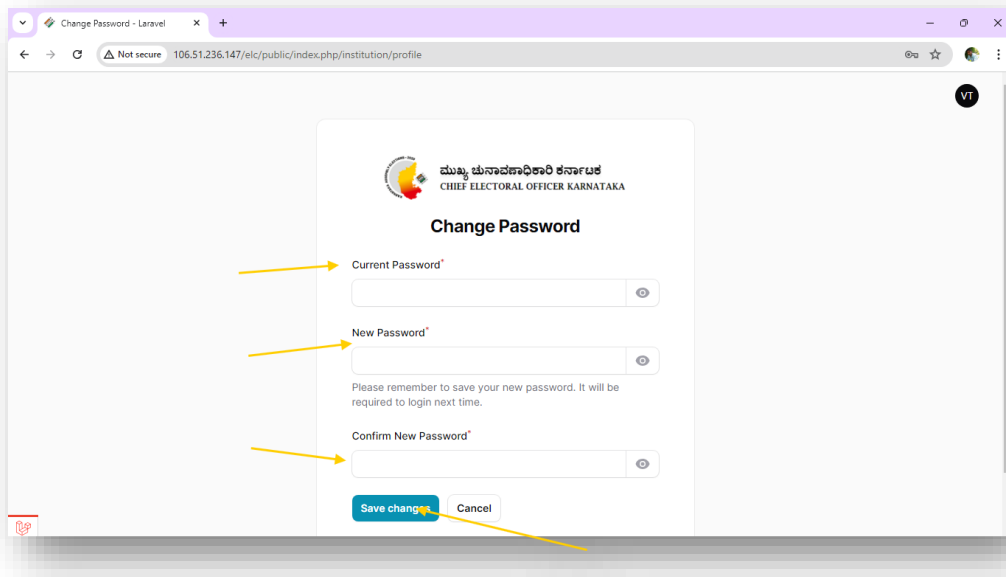 Change Password - Laravel
Not secure 106.51.236.147/elc/public/index.php/institution/profile
VT
ಮುಖ್ಯ ಚುನಾವಣಾಧಿಕಾರಿ ಕರ್ನಾಟಕ
CHIEF ELECTORAL OFFICER KARNATAKA
Change Password
Current Password*
New Password*
Please remember to save your new password. It will be
required to login next time.
Confirm New Password*
Save changes Cancel